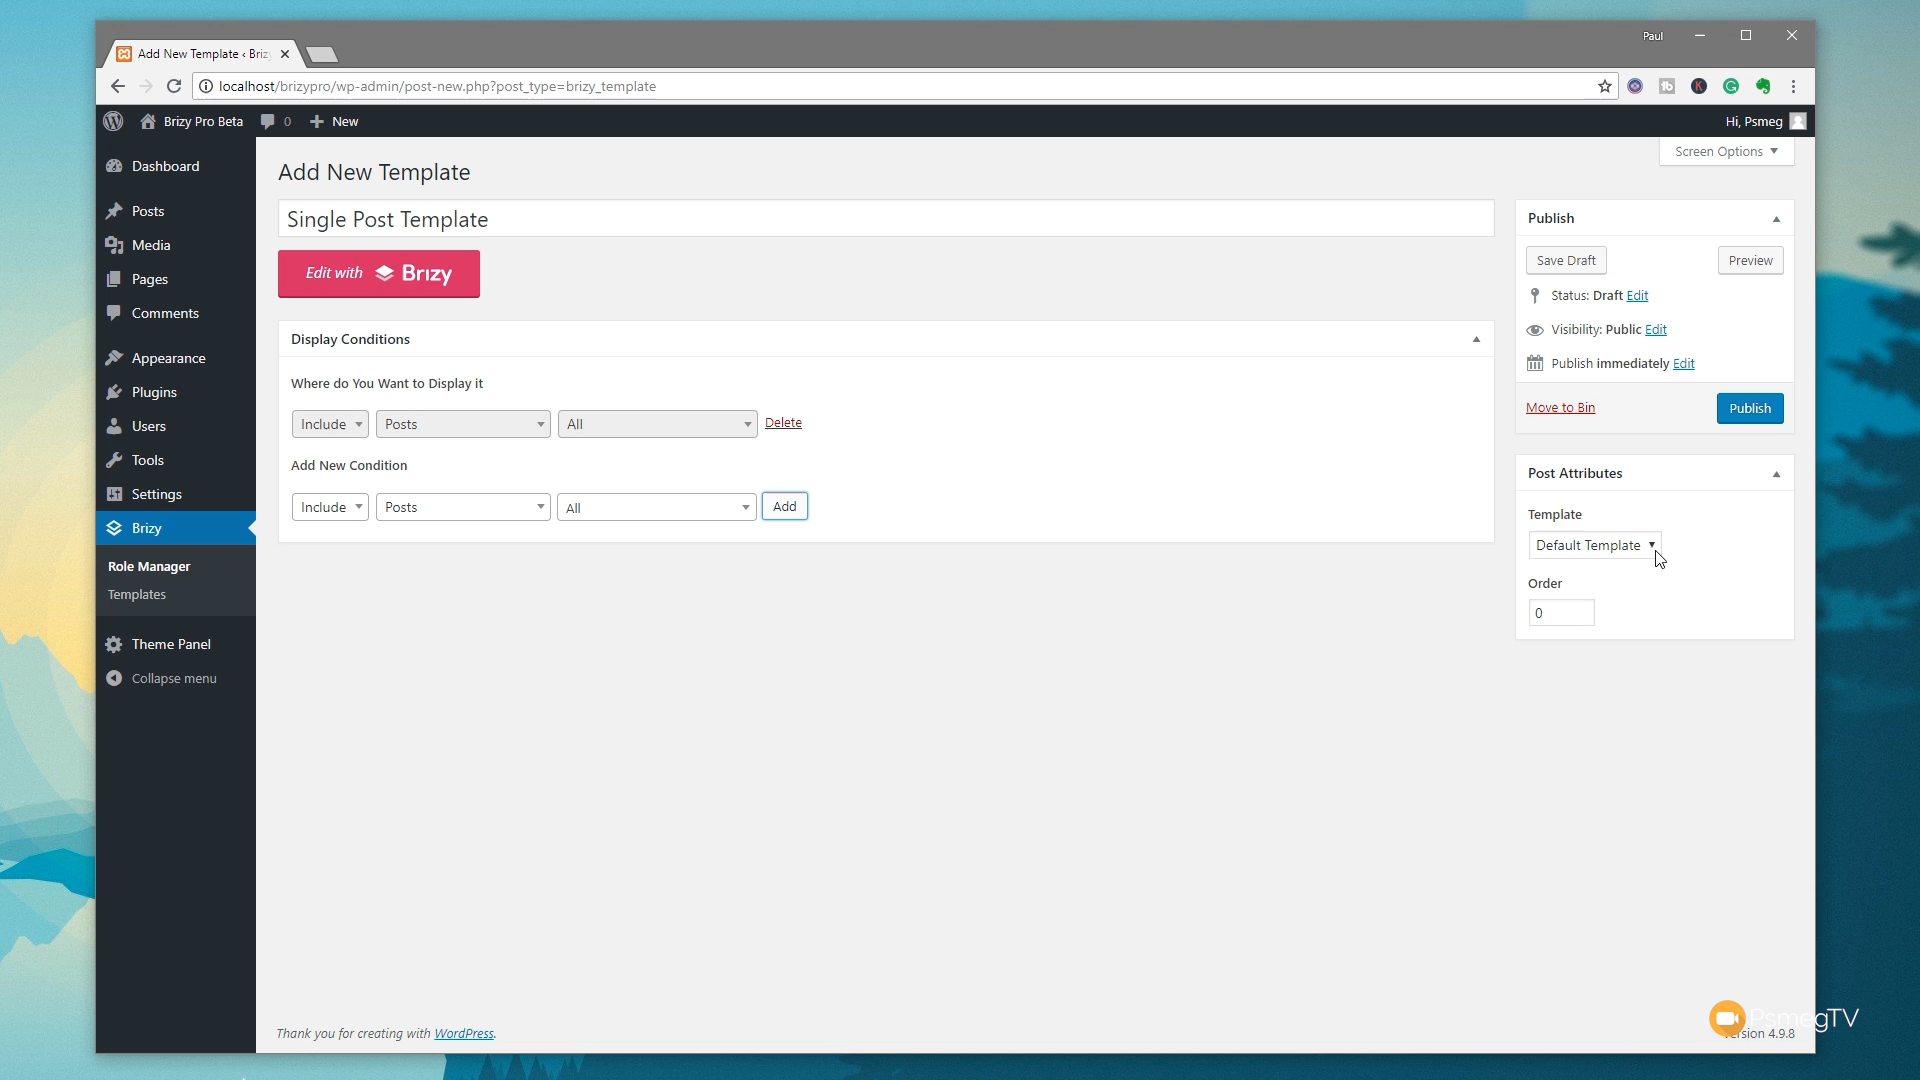 Paul
Add New Template ‹ Briz
localhost/brizypro/wp-admin/post-new.php?post_type=brizy_template
Brizy Pro Beta 0 New
Hi, Psmeg
Screen Options
Dashboard
Posts
Media
Pages
Comments
Appearance
Plugins
Users
Tools
Settings
Brizy
Role Manager
Templates
Theme Panel
Collapse menu
Add New Template
Single Post Template
Edit with Brizy
Display Conditions
Where do You Want to Display it
Include Posts All Delete
Add New Condition
Include Posts All Add
Publish
Save Draft Preview
Status: Draft Edit
Visibility: Public Edit
Publish immediately Edit
Move to Bin Publish
Post Attributes
Template
Default Template
Order
0
Thank you for creating with WordPress.
PsmegTV
Version 4.9.8